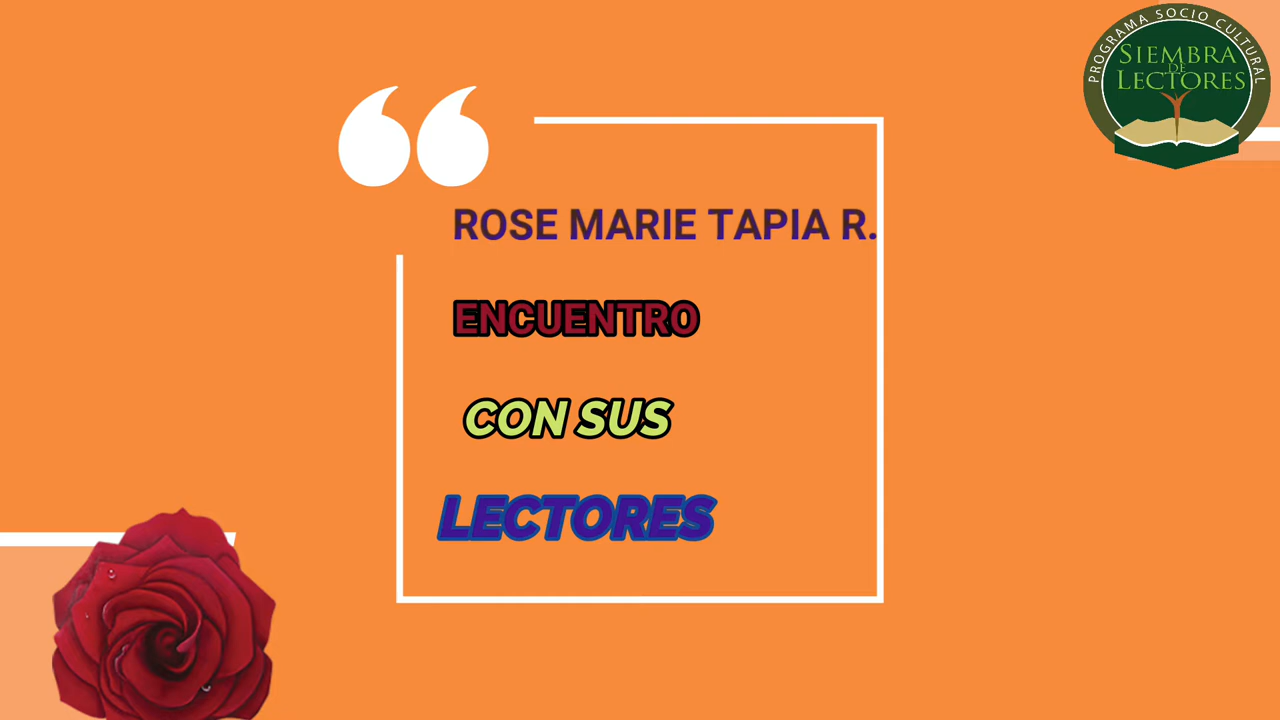 PROGRAMA SOCIO CULTURAL
SIEMBRA
DE
LECTORES
ROSE MARIE TAPIA R.
ENCUENTRO
CON SUS
LECTORES